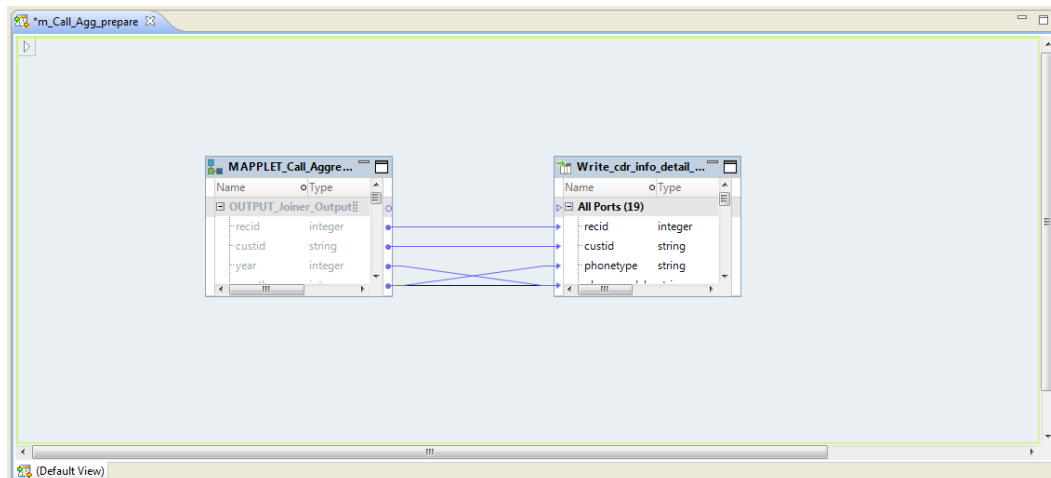 *m_Call_Agg_prepare
MAPPLET_Call_Aggre...
Name Type
OUTPUT_Joiner_Output
recid integer
custid string
year integer
Write_cdr_info_detail_...
Name Type
All Ports (19)
recid integer
custid string
phonetype string
(Default View)